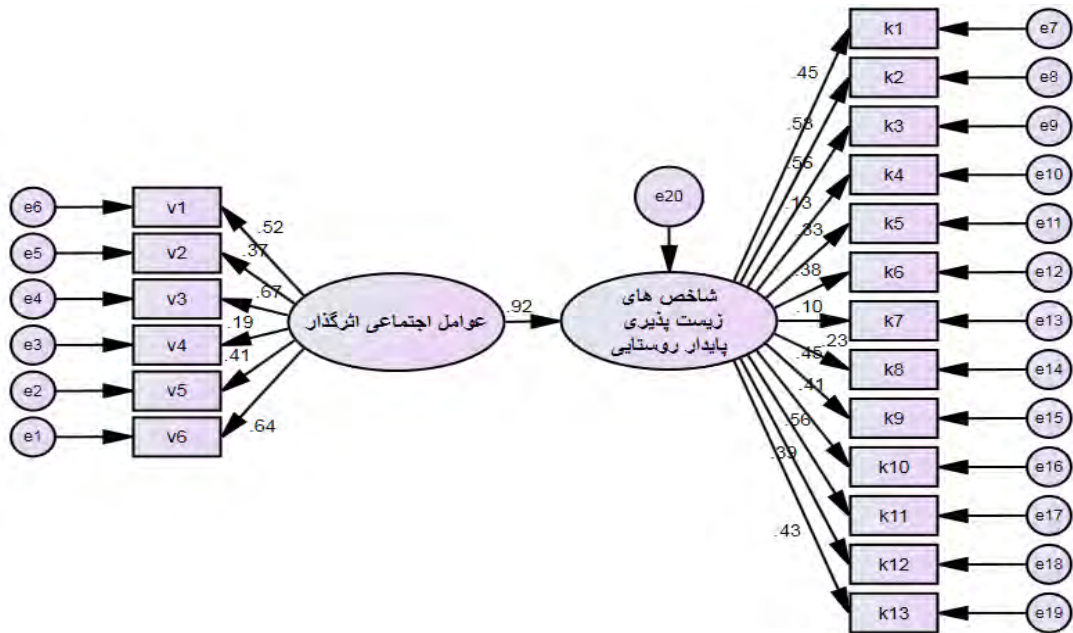 e6
v1
.52
e5
v2
.37
e4
v3
.67
e3
v4
.19
e2
v5
.41
e1
v6
.64
عوامل اجتماعی اثرگذار
.92
e20
شاخص های
زیست پذیری
پایدار روستایی
.45
k1
e7
.58
k2
e8
.56
k3
e9
.13
k4
e10
.33
k5
e11
.38
k6
e12
.10
k7
e13
.23
k8
e14
.45
k9
e15
.41
k10
e16
.56
k11
e17
.39
k12
e18
.43
k13
e19